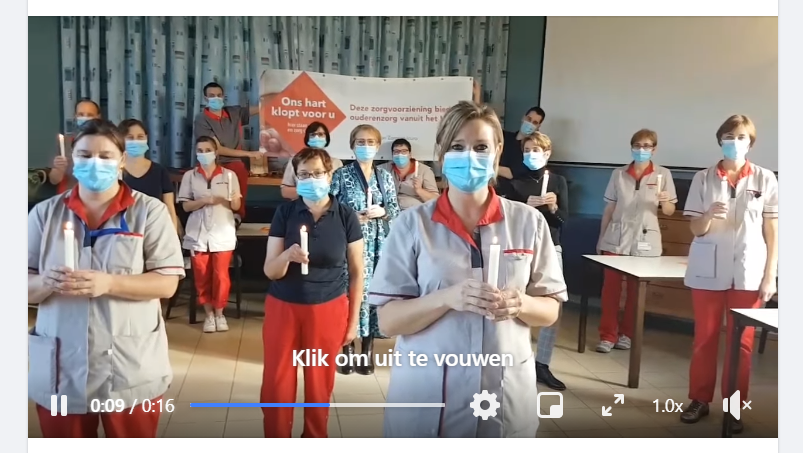 Ons hart
klopt voor u
Deze zorgvoorziening
ouderenzorg vanuit het
Klik om uit te vouwen
0:09 / 0:16
1.0x